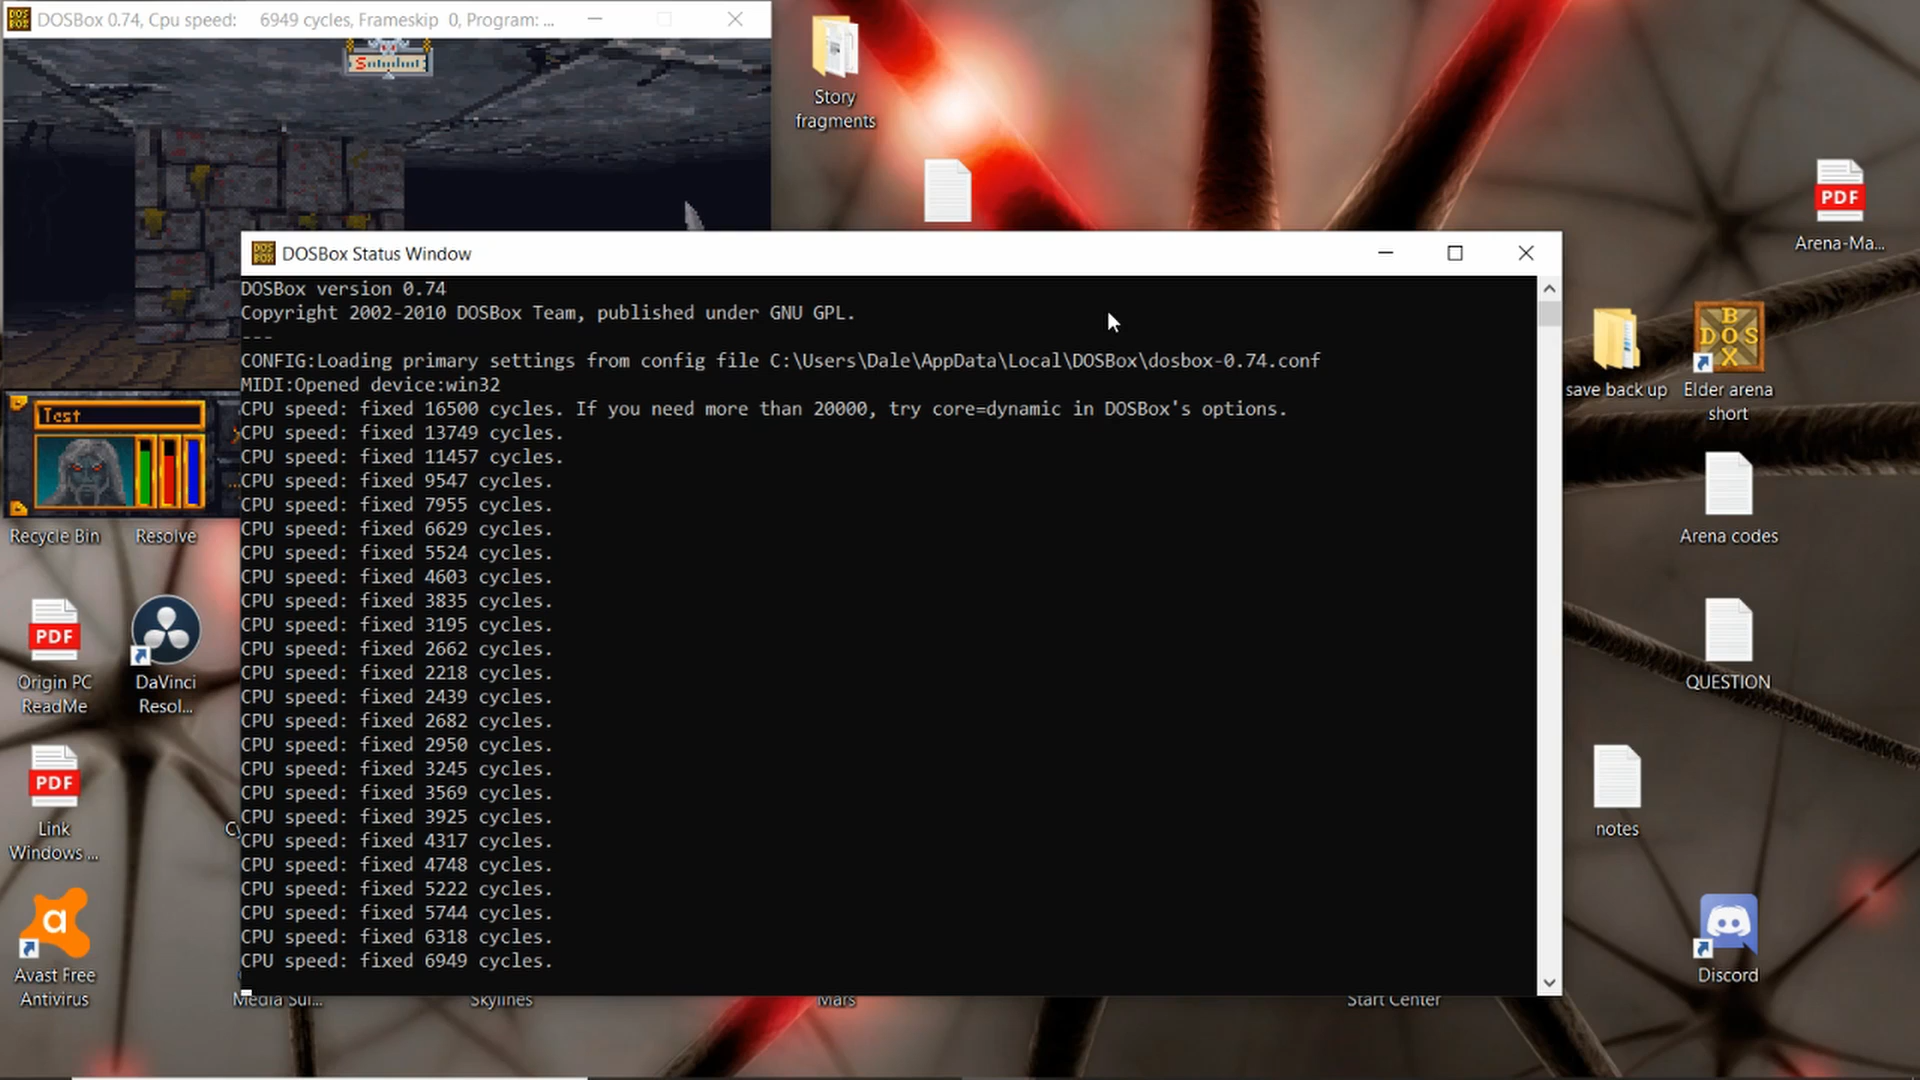 DOSBox 0.74, Cpu speed: 6949 cycles, Frameskip 0, Program: ...
Story
fragments
Arena-Ma...
PDF
DOSBox Status Window
DOSBox version 0.74
Copyright 2002-2010 DOSBox Team, published under GNU GPL.
---
CONFIG:Loading primary settings from config file C:\Users\Dale\AppData\Local\DOSBox\dosbox-0.74.conf
MIDI:Opened device:win32
CPU speed: fixed 16500 cycles. If you need more than 20000, try core=dynamic in DOSBox's options.
CPU speed: fixed 13749 cycles.
CPU speed: fixed 11457 cycles.
CPU speed: fixed 9547 cycles.
CPU speed: fixed 7955 cycles.
CPU speed: fixed 6629 cycles.
CPU speed: fixed 5524 cycles.
CPU speed: fixed 4603 cycles.
CPU speed: fixed 3835 cycles.
CPU speed: fixed 3195 cycles.
CPU speed: fixed 2662 cycles.
CPU speed: fixed 2218 cycles.
CPU speed: fixed 2439 cycles.
CPU speed: fixed 2682 cycles.
CPU speed: fixed 2950 cycles.
CPU speed: fixed 3245 cycles.
CPU speed: fixed 3569 cycles.
CPU speed: fixed 3925 cycles.
CPU speed: fixed 4317 cycles.
CPU speed: fixed 4748 cycles.
CPU speed: fixed 5222 cycles.
CPU speed: fixed 5744 cycles.
CPU speed: fixed 6318 cycles.
CPU speed: fixed 6949 cycles.
Test
Recycle Bin
Resolve
PDF
Origin PC
ReadMe
DaVinci
Resol...
PDF
Link
Windows ...
a
Avast Free
Antivirus
Media Sui...
Skylines
Mars
Start Center
save back up
DOS
BOX
Elder arena
short
Arena codes
QUESTION
notes
Discord